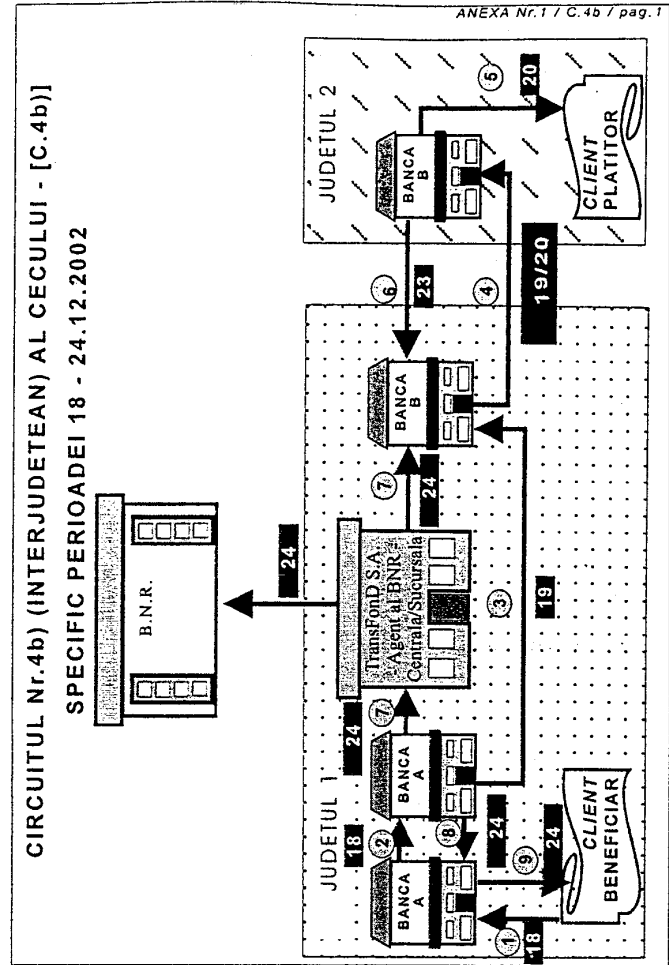 ANEXA Nr.1 / C.4b / pag.1
CIRCUITUL Nr.4b) (INTERJUDETEAN) AL CECULUI - [C.4b)]
SPECIFIC PERIOADEI 18 - 24.12.2002
B.N.R.
24
JUDETUL 1
JUDETUL 2
BANCA
A
18
2
BANCA
A
24
7
TransFonD S.A.
- Agent al BNR -
Centrala/Sucursala
7
24
BANCA
B
6
23
BANCA
B
5
20
8
24
3
19
4
19/20
1
18
9
24
CLIENT
BENEFICIAR
CLIENT
PLATITOR